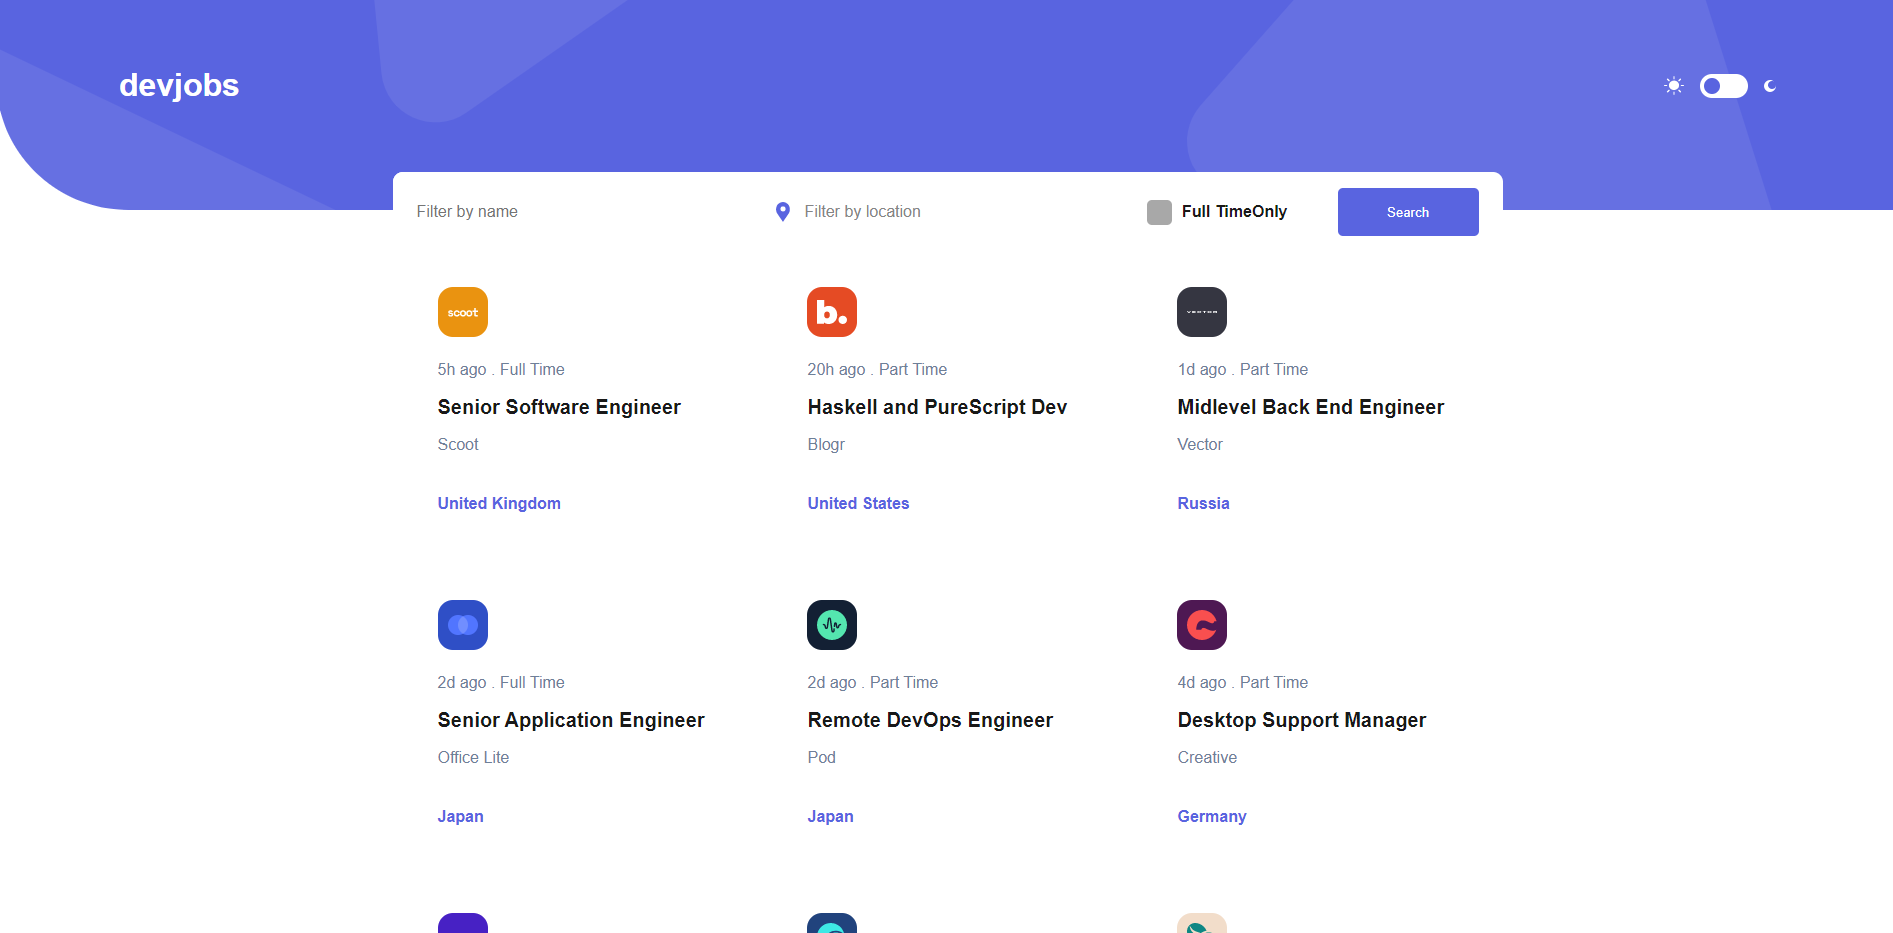 devjobs
Filter by name
Filter by location
Full TimeOnly
Search
scoot
b.
VECTOR
5h ago . Full Time
20h ago . Part Time
1d ago . Part Time
Senior Software Engineer
Haskell and PureScript Dev
Midlevel Back End Engineer
Scoot
Blogr
Vector
United Kingdom
United States
Russia
2d ago . Full Time
2d ago . Part Time
4d ago . Part Time
Senior Application Engineer
Remote DevOps Engineer
Desktop Support Manager
Office Lite
Pod
Creative
Japan
Japan
Germany